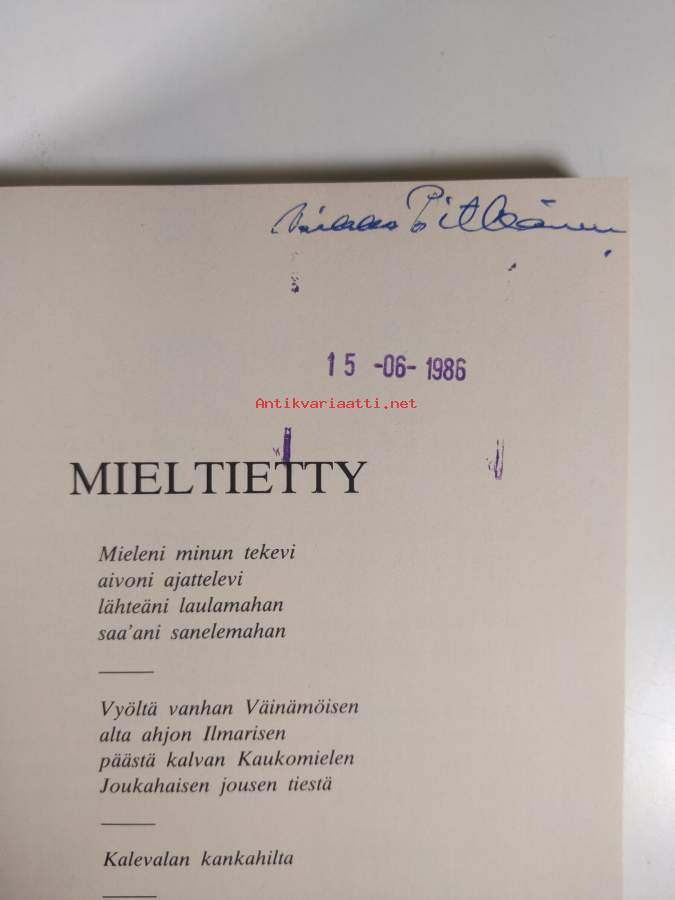 15 -06- 1986
Antikvariaatti.net
MIELTIETTY
Mieleni minun tekevi
aivoni ajattelevi
lähteäni laulamahan
saa'ani sanelemahan
Vyöltä vanhan Väinämöisen
alta ahjon Ilmarisen
päästä kalvan Kaukomielen
Joukahaisen jousen tiestä
Kalevalan kankahilta